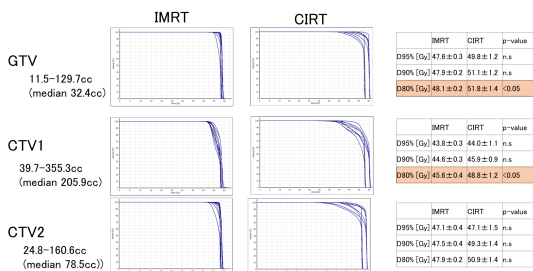 IMRT CIRT
GTV
11.5-129.7cc
(median 32.4cc)
IMRT CIRT p-value
D95% [Gy] 47.6±0.3 49.8±1.2 n.s
D90% [Gy] 47.9±0.2 51.1±1.2 n.s
D80% [Gy] 48.1±0.2 51.8±1.4 <0.05
CTV1
39.7-355.3cc
(median 205.9cc)
IMRT CIRT p-value
D95% [Gy] 43.8±0.3 44.0±1.1 n.s
D90% [Gy] 44.6±0.3 45.9±0.9 n.s
D80% [Gy] 45.6±0.4 48.8±1.2 <0.05
CTV2
24.8-160.6cc
(median 78.5cc))
IMRT CIRT p-value
D95% [Gy] 47.1±0.4 47.1±1.5 n.s
D90% [Gy] 47.5±0.4 49.3±1.4 n.s
D80% [Gy] 47.9±0.2 50.9±1.4 n.s